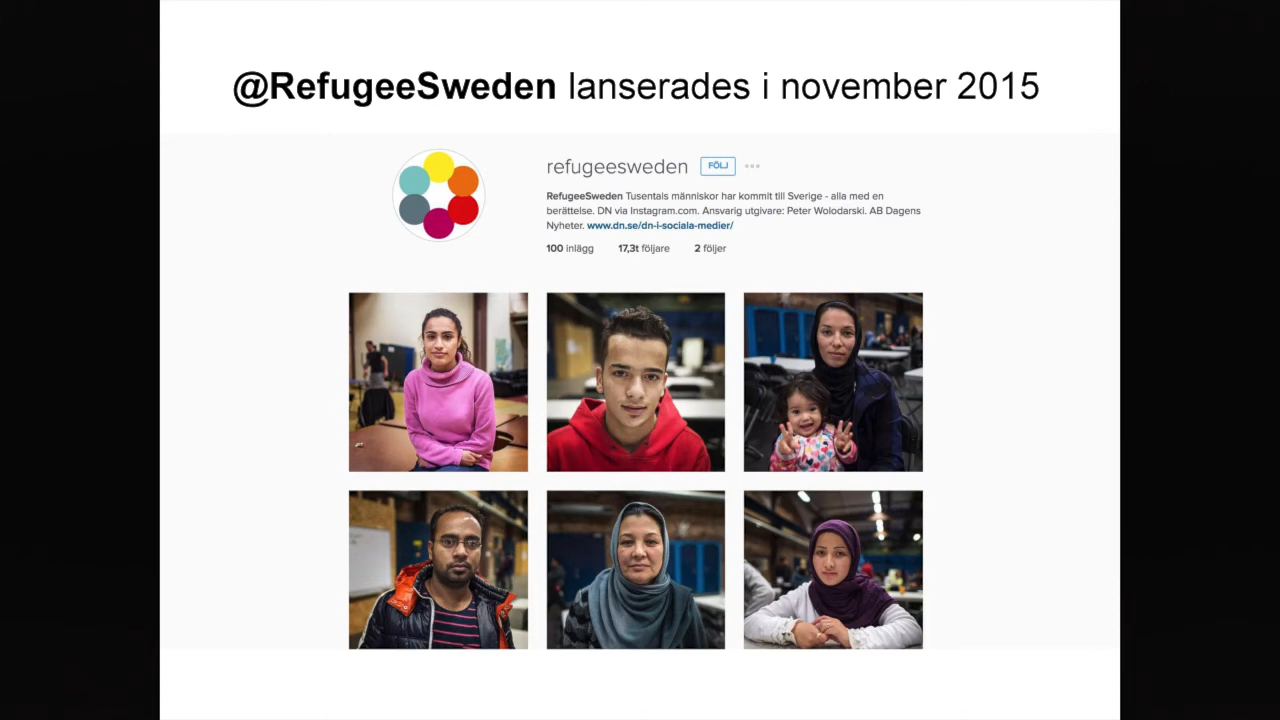 @RefugeeSweden lanserades i november 2015
refugeesweden FÖLJ
RefugeeSweden Tusentals människor har kommit till Sverige - alla med en
berättelse. DN via Instagram.com. Ansvarig utgivare: Peter Wolodarski. AB Dagens
Nyheter. www.dn.se/dn-i-sociala-medier/
100 inlägg 17,3t följare 2 följer